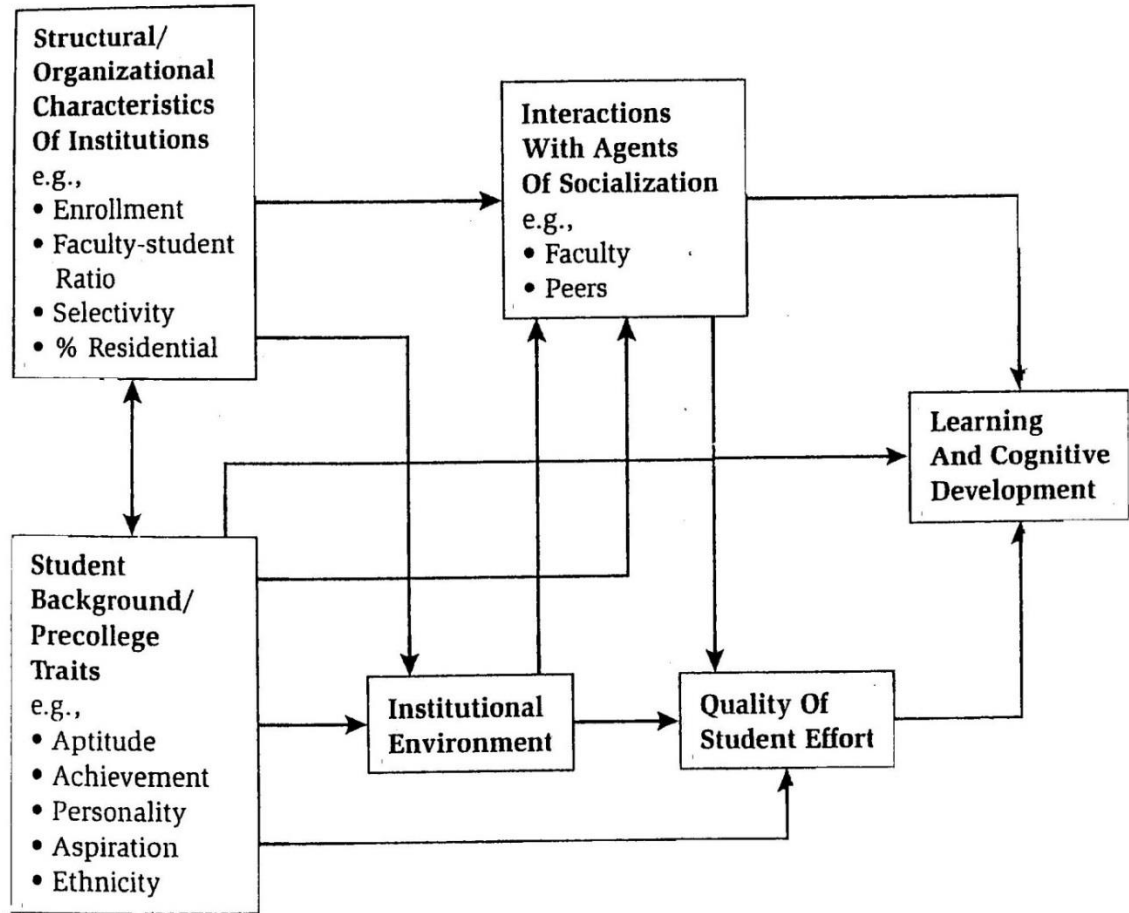 Structural/
Organizational
Characteristics
Of Institutions
e.g.,
• Enrollment
• Faculty-student
Ratio
• Selectivity
• % Residential
Interactions
With Agents
Of Socialization
e.g.,
• Faculty
• Peers
Learning
And Cognitive
Development
Student
Background/
Precollege
Traits
e.g.,
• Aptitude
• Achievement
• Personality
• Aspiration
• Ethnicity
Institutional
Environment
Quality Of
Student Effort